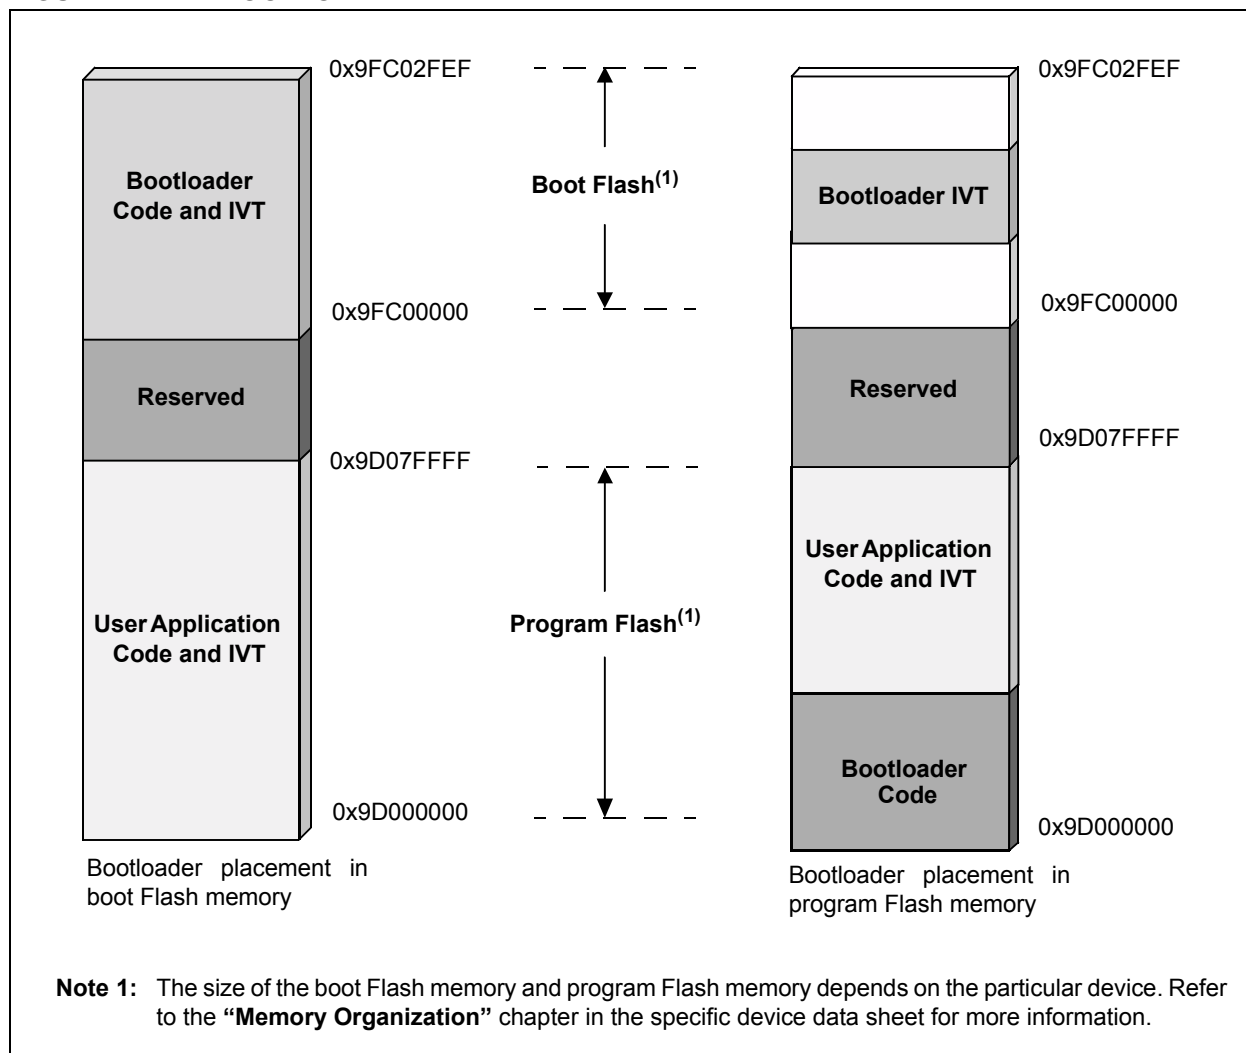 0x9FC02FEF
Bootloader
Code and IVT
0x9FC00000
Reserved
0x9D07FFFF
User Application
Code and IVT
0x9D000000
Bootloader placement in
boot Flash memory
Boot Flash(1)
Program Flash(1)
0x9FC02FEF
Bootloader IVT
0x9FC00000
Reserved
0x9D07FFFF
User Application
Code and IVT
Bootloader
Code
0x9D000000
Bootloader placement in
program Flash memory
Note 1: The size of the boot Flash memory and program Flash memory depends on the particular device. Refer
to the “Memory Organization” chapter in the specific device data sheet for more information.